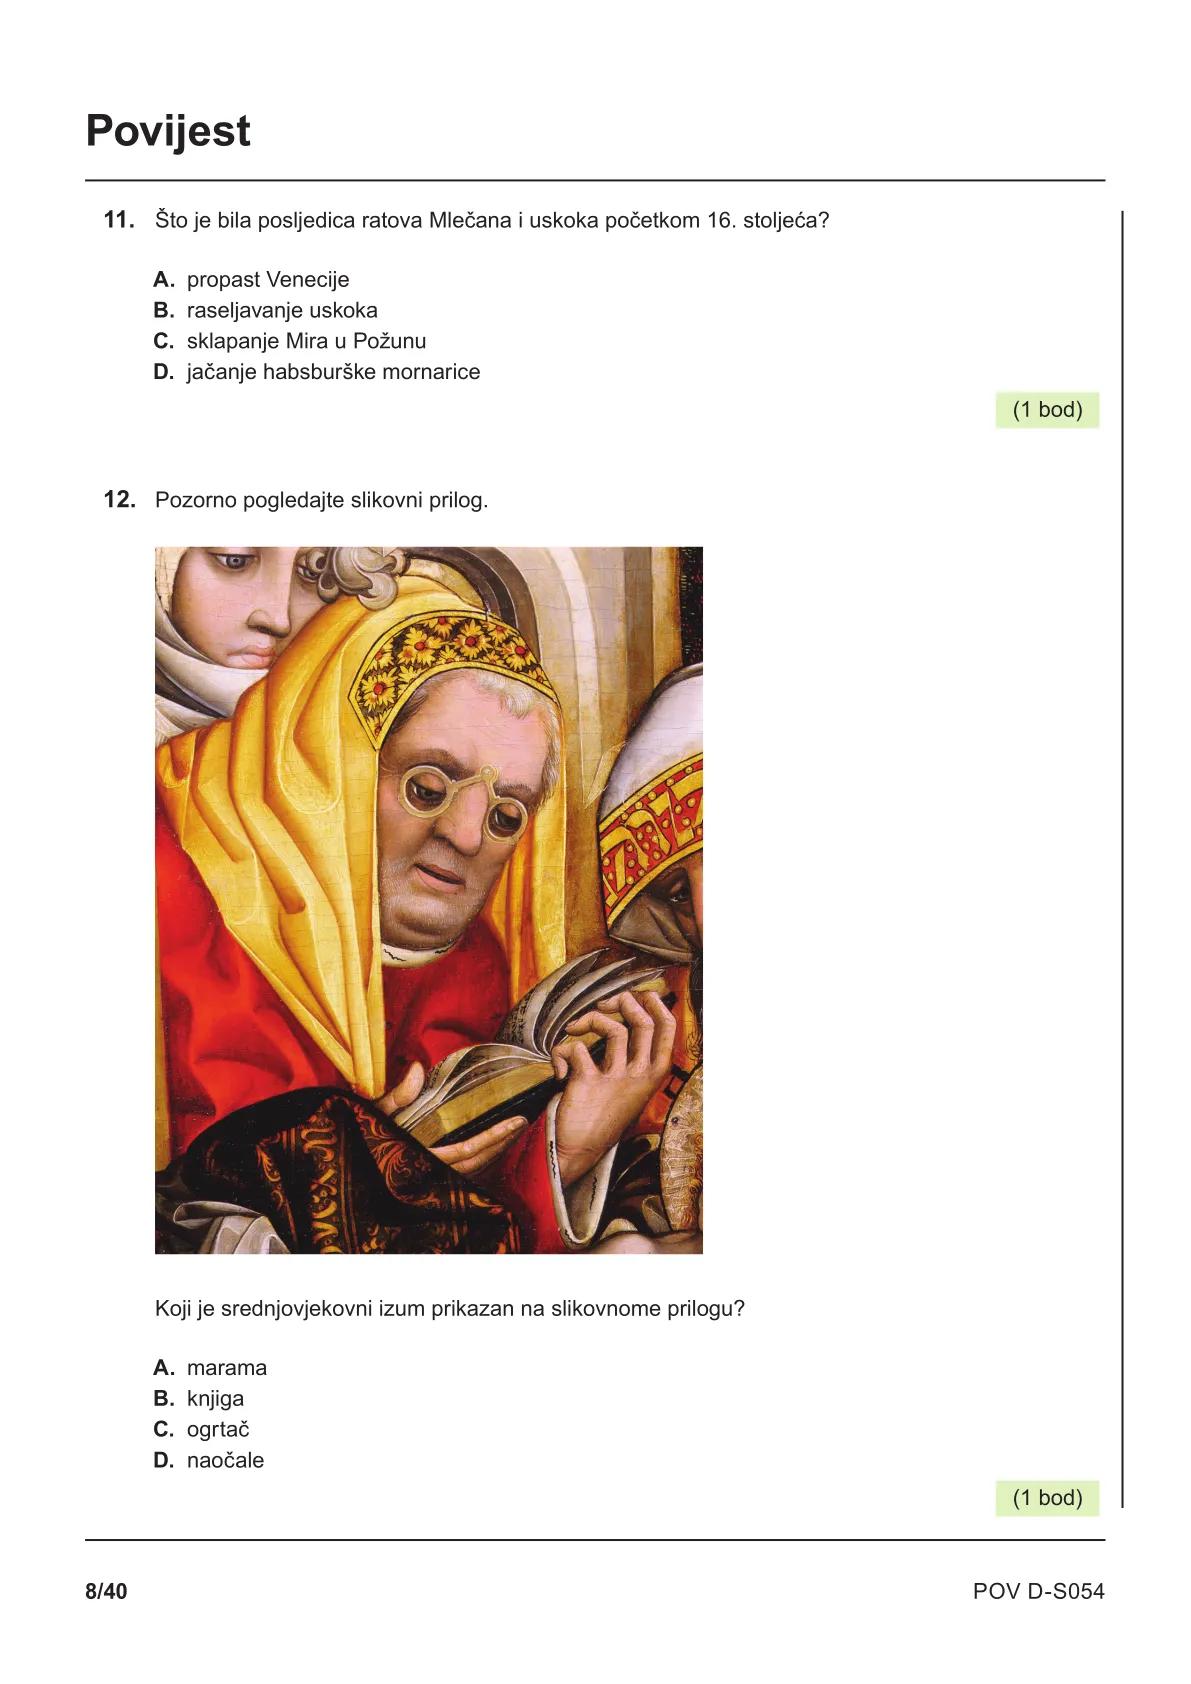 Povijest
11. Što je bila posljedica ratova Mlečana i uskoka početkom 16. stoljeća?
A. propast Venecije
B. raseljavanje uskoka
C. sklapanje Mira u Požunu
D. jačanje habsburške mornarice
(1 bod)
12. Pozorno pogledajte slikovni prilog.
Koji je srednjovjekovni izum prikazan na slikovnome prilogu?
A. marama
B. knjiga
C. ogrtač
D. naočale
(1 bod)
8/40
POV D-S054